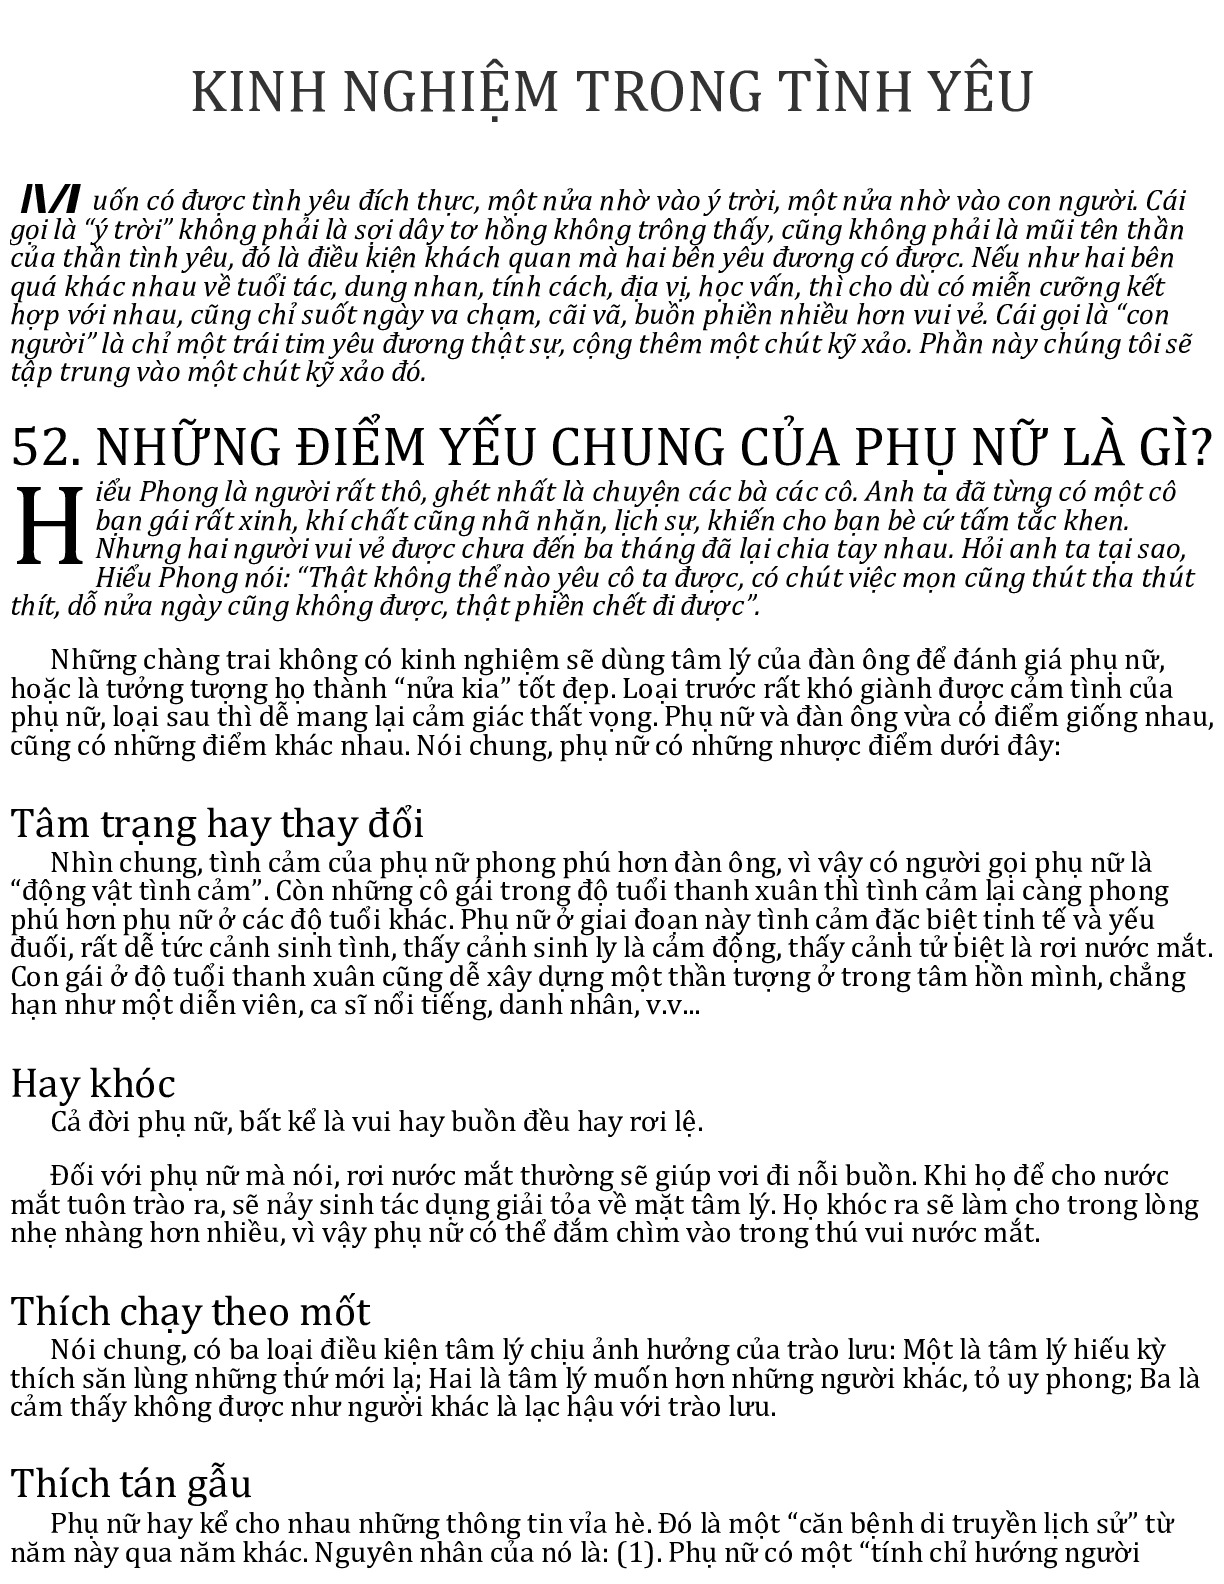 KINH NGHIỆM TRONG TÌNH YÊU
Muốn có được tình yêu đích thực, một nửa nhờ vào ý trời, một nửa nhờ vào con người. Cái
gọi là “ý trời” không phải là sợi dây tơ hồng không trông thấy, cũng không phải là mũi tên thần
của thần tình yêu, đó là điều kiện khách quan mà hai bên yêu đương có được. Nếu như hai bên
quá khác nhau về tuổi tác, dung nhan, tính cách, địa vị, học vấn, thì cho dù có miễn cưỡng kết
hợp với nhau, cũng chỉ suốt ngày va chạm, cãi vã, buồn phiền nhiều hơn vui vẻ. Cái gọi là “con
người” là chỉ một trái tim yêu đương thật sự, cộng thêm một chút kỹ xảo. Phần này chúng tôi sẽ
tập trung vào một chút kỹ xảo đó.
52. NHỮNG ĐIỂM YẾU CHUNG CỦA PHỤ NỮ LÀ GÌ?
Hiểu Phong là người rất thô, ghét nhất là chuyện các bà các cô. Anh ta đã từng có một cô
bạn gái rất xinh, khí chất cũng nhã nhặn, lịch sự, khiến cho bạn bè cứ tấm tắc khen.
Nhưng hai người vui vẻ được chưa đến ba tháng đã lại chia tay nhau. Hỏi anh ta tại sao,
Hiểu Phong nói: “Thật không thể nào yêu cô ta được, có chút việc mọn cũng thút tha thút
thít, dỗ nửa ngày cũng không được, thật phiền chết đi được”.
Những chàng trai không có kinh nghiệm sẽ dùng tâm lý của đàn ông để đánh giá phụ nữ,
hoặc là tưởng tượng họ thành “nửa kia” tốt đẹp. Loại trước rất khó giành được cảm tình của
phụ nữ, loại sau thì dễ mang lại cảm giác thất vọng. Phụ nữ và đàn ông vừa có điểm giống nhau,
cũng có những điểm khác nhau. Nói chung, phụ nữ có những nhược điểm dưới đây:
Tâm trạng hay thay đổi
Nhìn chung, tình cảm của phụ nữ phong phú hơn đàn ông, vì vậy có người gọi phụ nữ là
“động vật tình cảm”. Còn những cô gái trong độ tuổi thanh xuân thì tình cảm lại càng phong
phú hơn phụ nữ ở các độ tuổi khác. Phụ nữ ở giai đoạn này tình cảm đặc biệt tinh tế và yếu
đuối, rất dễ tức cảnh sinh tình, thấy cảnh sinh ly là cảm động, thấy cảnh tử biệt là rơi nước mắt.
Con gái ở độ tuổi thanh xuân cũng dễ xây dựng một thần tượng ở trong tâm hồn mình, chẳng
hạn như một diễn viên, ca sĩ nổi tiếng, danh nhân, v.v...
Hay khóc
Cả đời phụ nữ, bất kể là vui hay buồn đều hay rơi lệ.
Đối với phụ nữ mà nói, rơi nước mắt thường sẽ giúp vơi đi nỗi buồn. Khi họ để cho nước
mắt tuôn trào ra, sẽ nảy sinh tác dụng giải tỏa về mặt tâm lý. Họ khóc ra sẽ làm cho trong lòng
nhẹ nhàng hơn nhiều, vì vậy phụ nữ có thể đắm chìm vào trong thú vui nước mắt.
Thích chạy theo mốt
Nói chung, có ba loại điều kiện tâm lý chịu ảnh hưởng của trào lưu: Một là tâm lý hiếu kỳ
thích săn lùng những thứ mới lạ; Hai là tâm lý muốn hơn những người khác, tỏ uy phong; Ba là
cảm thấy không được như người khác là lạc hậu với trào lưu.
Thích tán gẫu
Phụ nữ hay kể cho nhau những thông tin vỉa hè. Đó là một “căn bệnh di truyền lịch sử” từ
năm này qua năm khác. Nguyên nhân của nó là: (1). Phụ nữ có một “tính chỉ hướng người